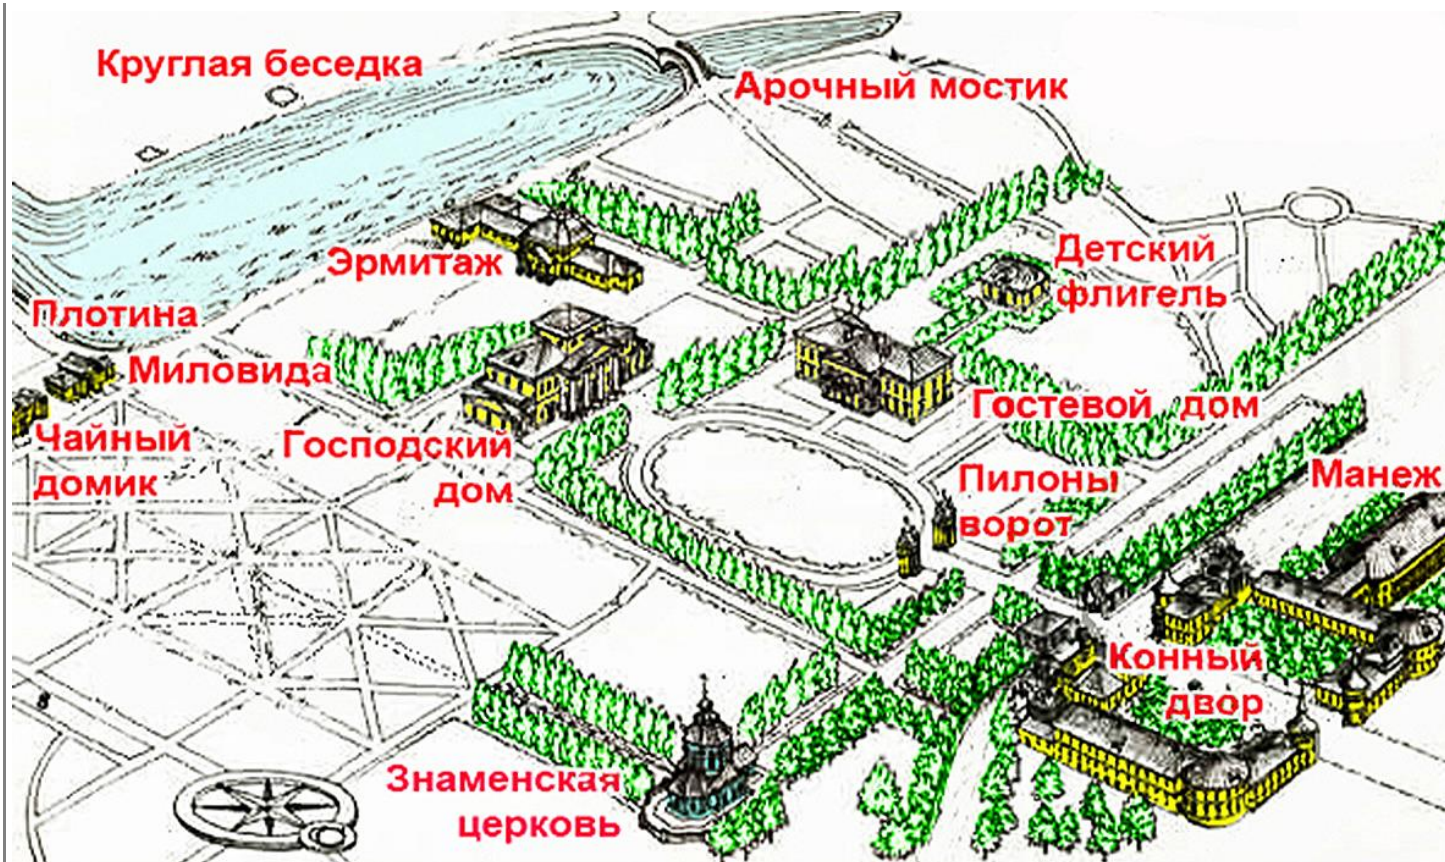 Круглая беседка
Арочный мостик
Эрмитаж
Детский
флигель
Плотина
Миловида
Чайный
домик
Господский
дом
Гостевой дом
Пилоны
ворот
Манеж
Конный
двор
Знаменская
церковь